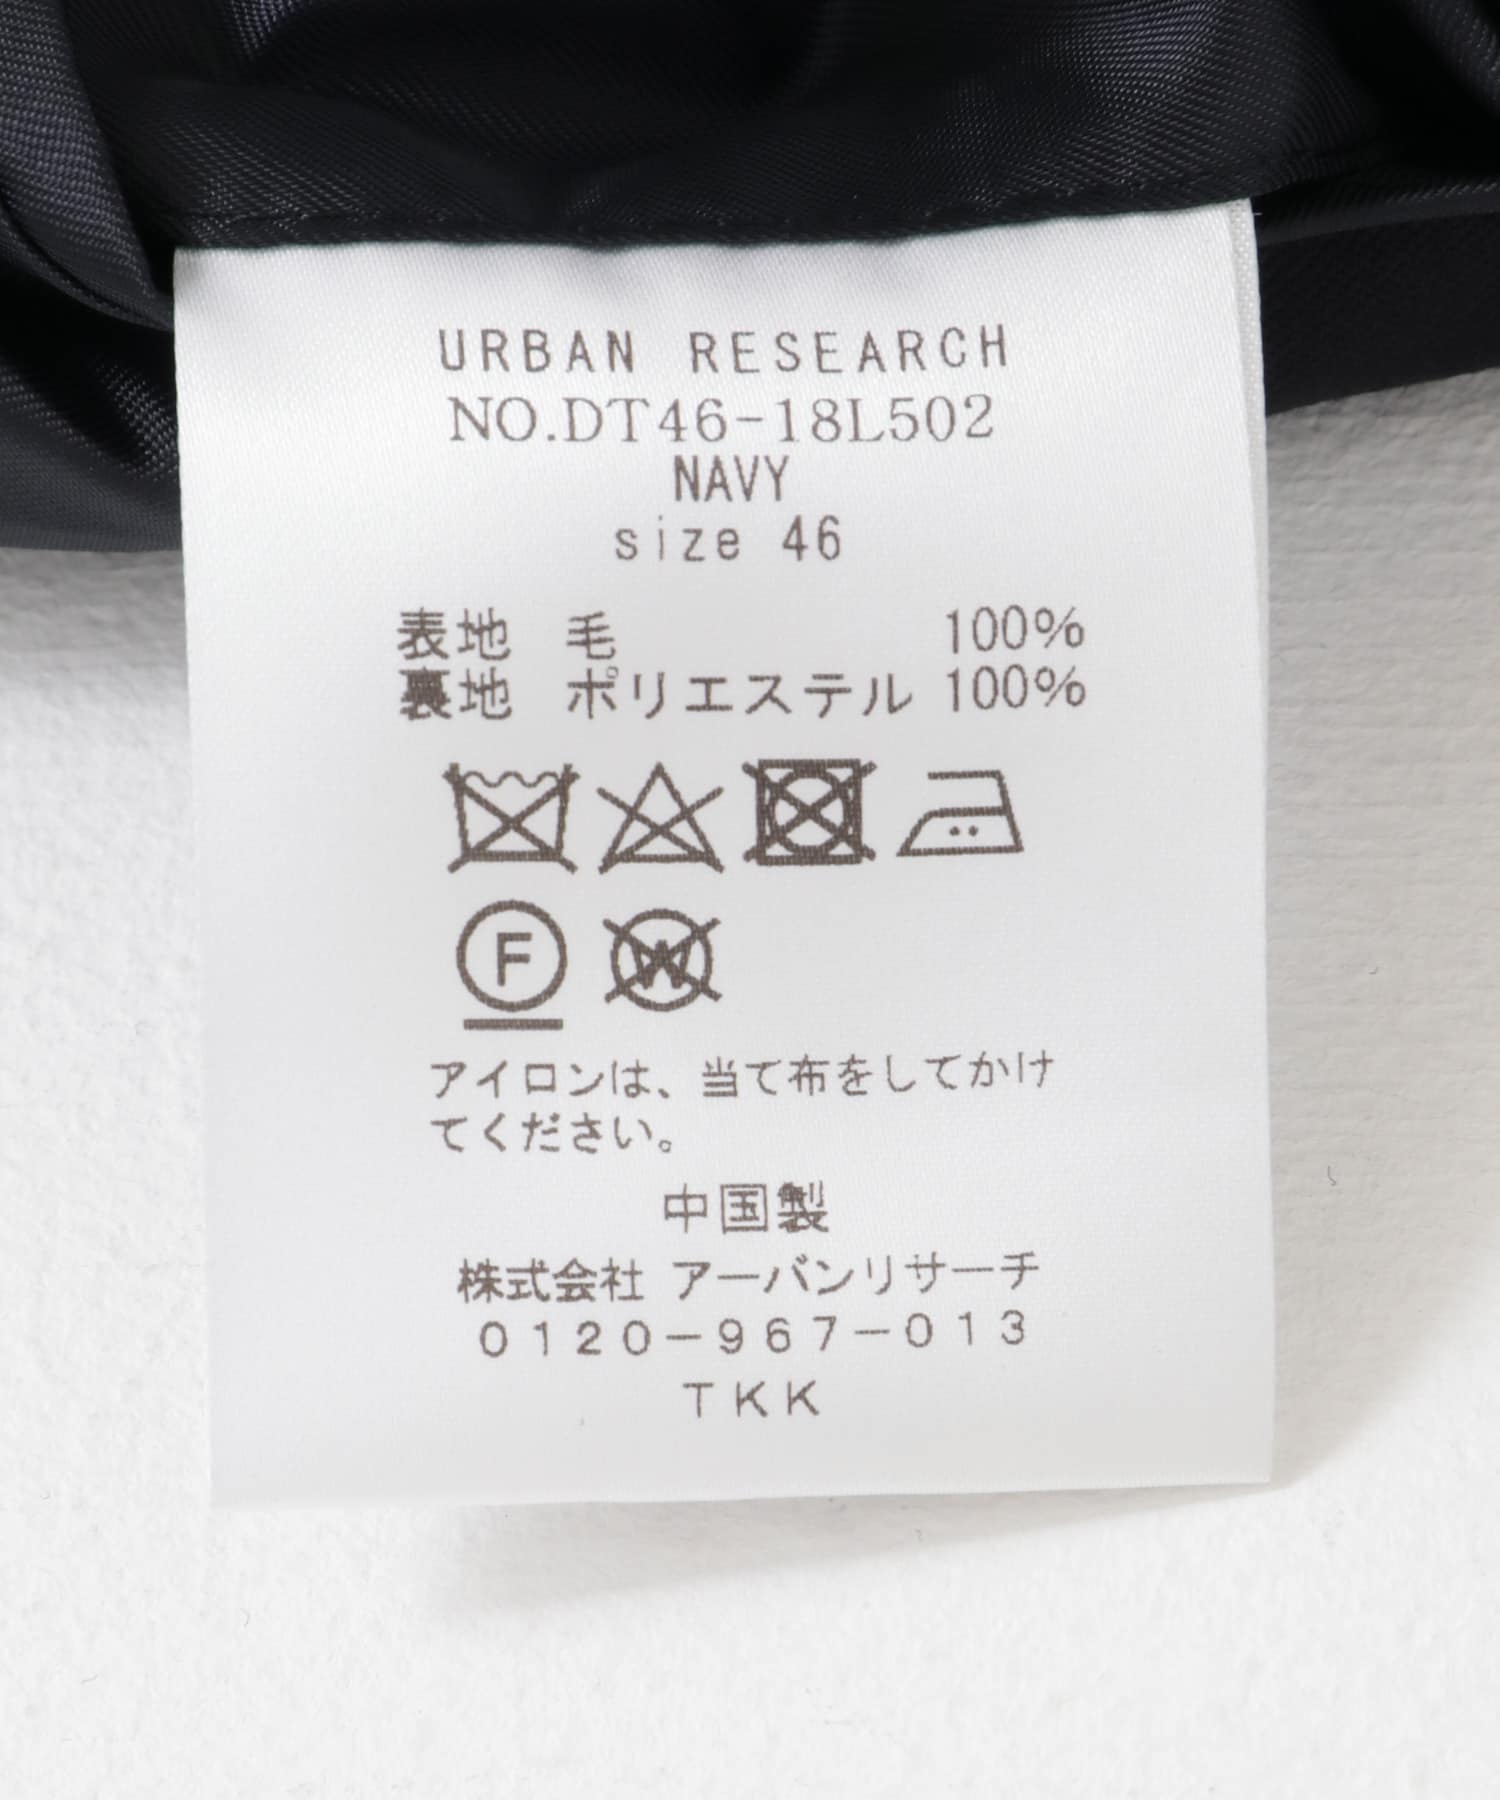 URBAN RESEARCH
NO.DT46-18L502
NAVY
size 46
表地 毛 100%
裏地 ポリエステル 100%
F W
アイロンは、当て布をしてかけ
てください。
中国製
株式会社 アーバンリサーチ
0120-967-013
TKK